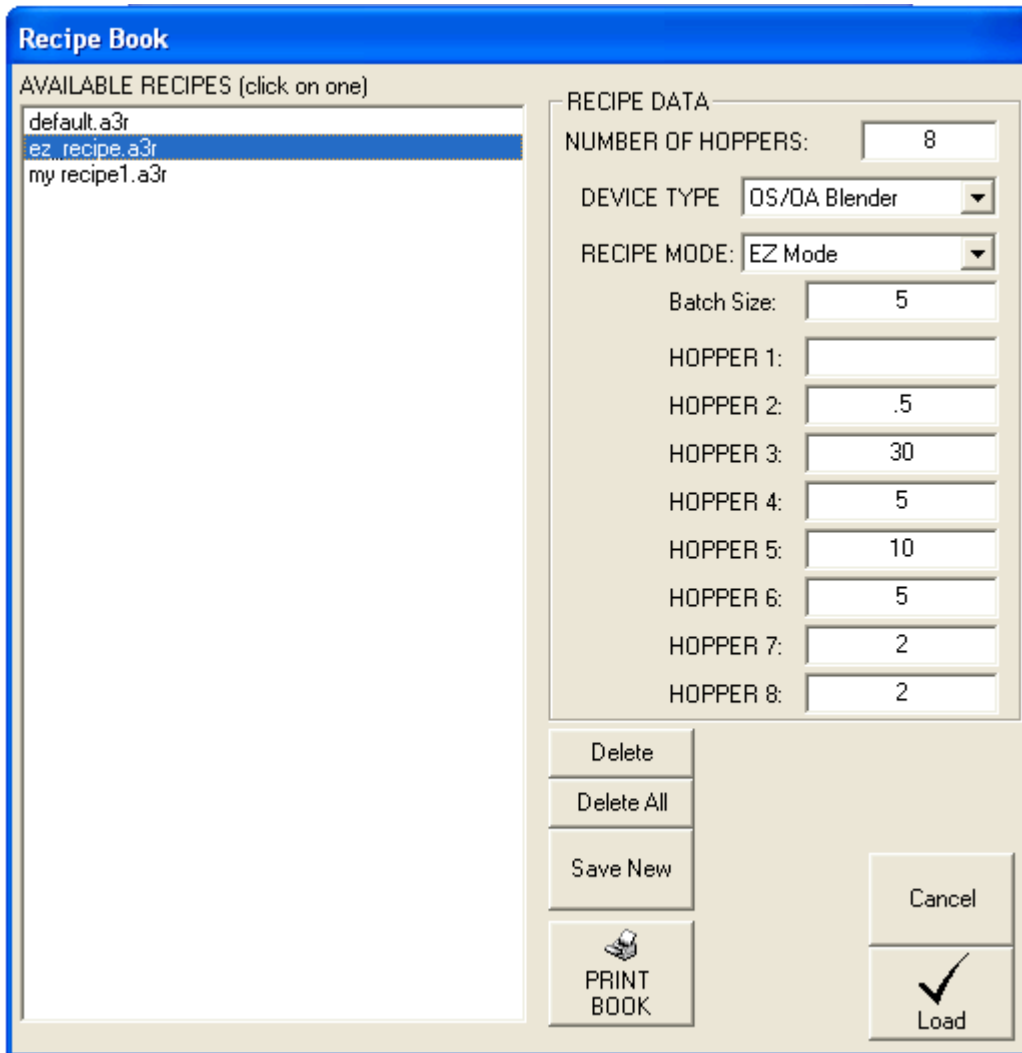 Recipe Book
AVAILABLE RECIPES (click on one)
default.a3r
ez_recipe.a3r
my recipe1.a3r
RECIPE DATA
NUMBER OF HOPPERS: 8
DEVICE TYPE OS/OA Blender
RECIPE MODE: EZ Mode
Batch Size: 5
HOPPER 1:
HOPPER 2: .5
HOPPER 3: 30
HOPPER 4: 5
HOPPER 5: 10
HOPPER 6: 5
HOPPER 7: 2
HOPPER 8: 2
Delete
Delete All
Save New
PRINT
BOOK
Cancel
Load